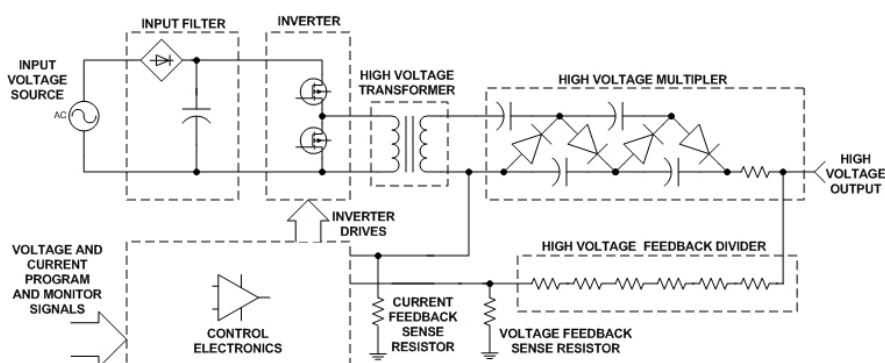 INPUT FILTER
INVERTER
INPUT
VOLTAGE
SOURCE
HIGH VOLTAGE
TRANSFORMER
HIGH VOLTAGE MULTIPLER
AC
HIGH
VOLTAGE
OUTPUT
INVERTER
DRIVES
VOLTAGE AND
CURRENT
PROGRAM
AND MONITOR
SIGNALS
HIGH VOLTAGE FEEDBACK DIVIDER
CONTROL
ELECTRONICS
CURRENT
FEEDBACK
SENSE
RESISTOR
VOLTAGE FEEDBACK
SENSE RESISTOR